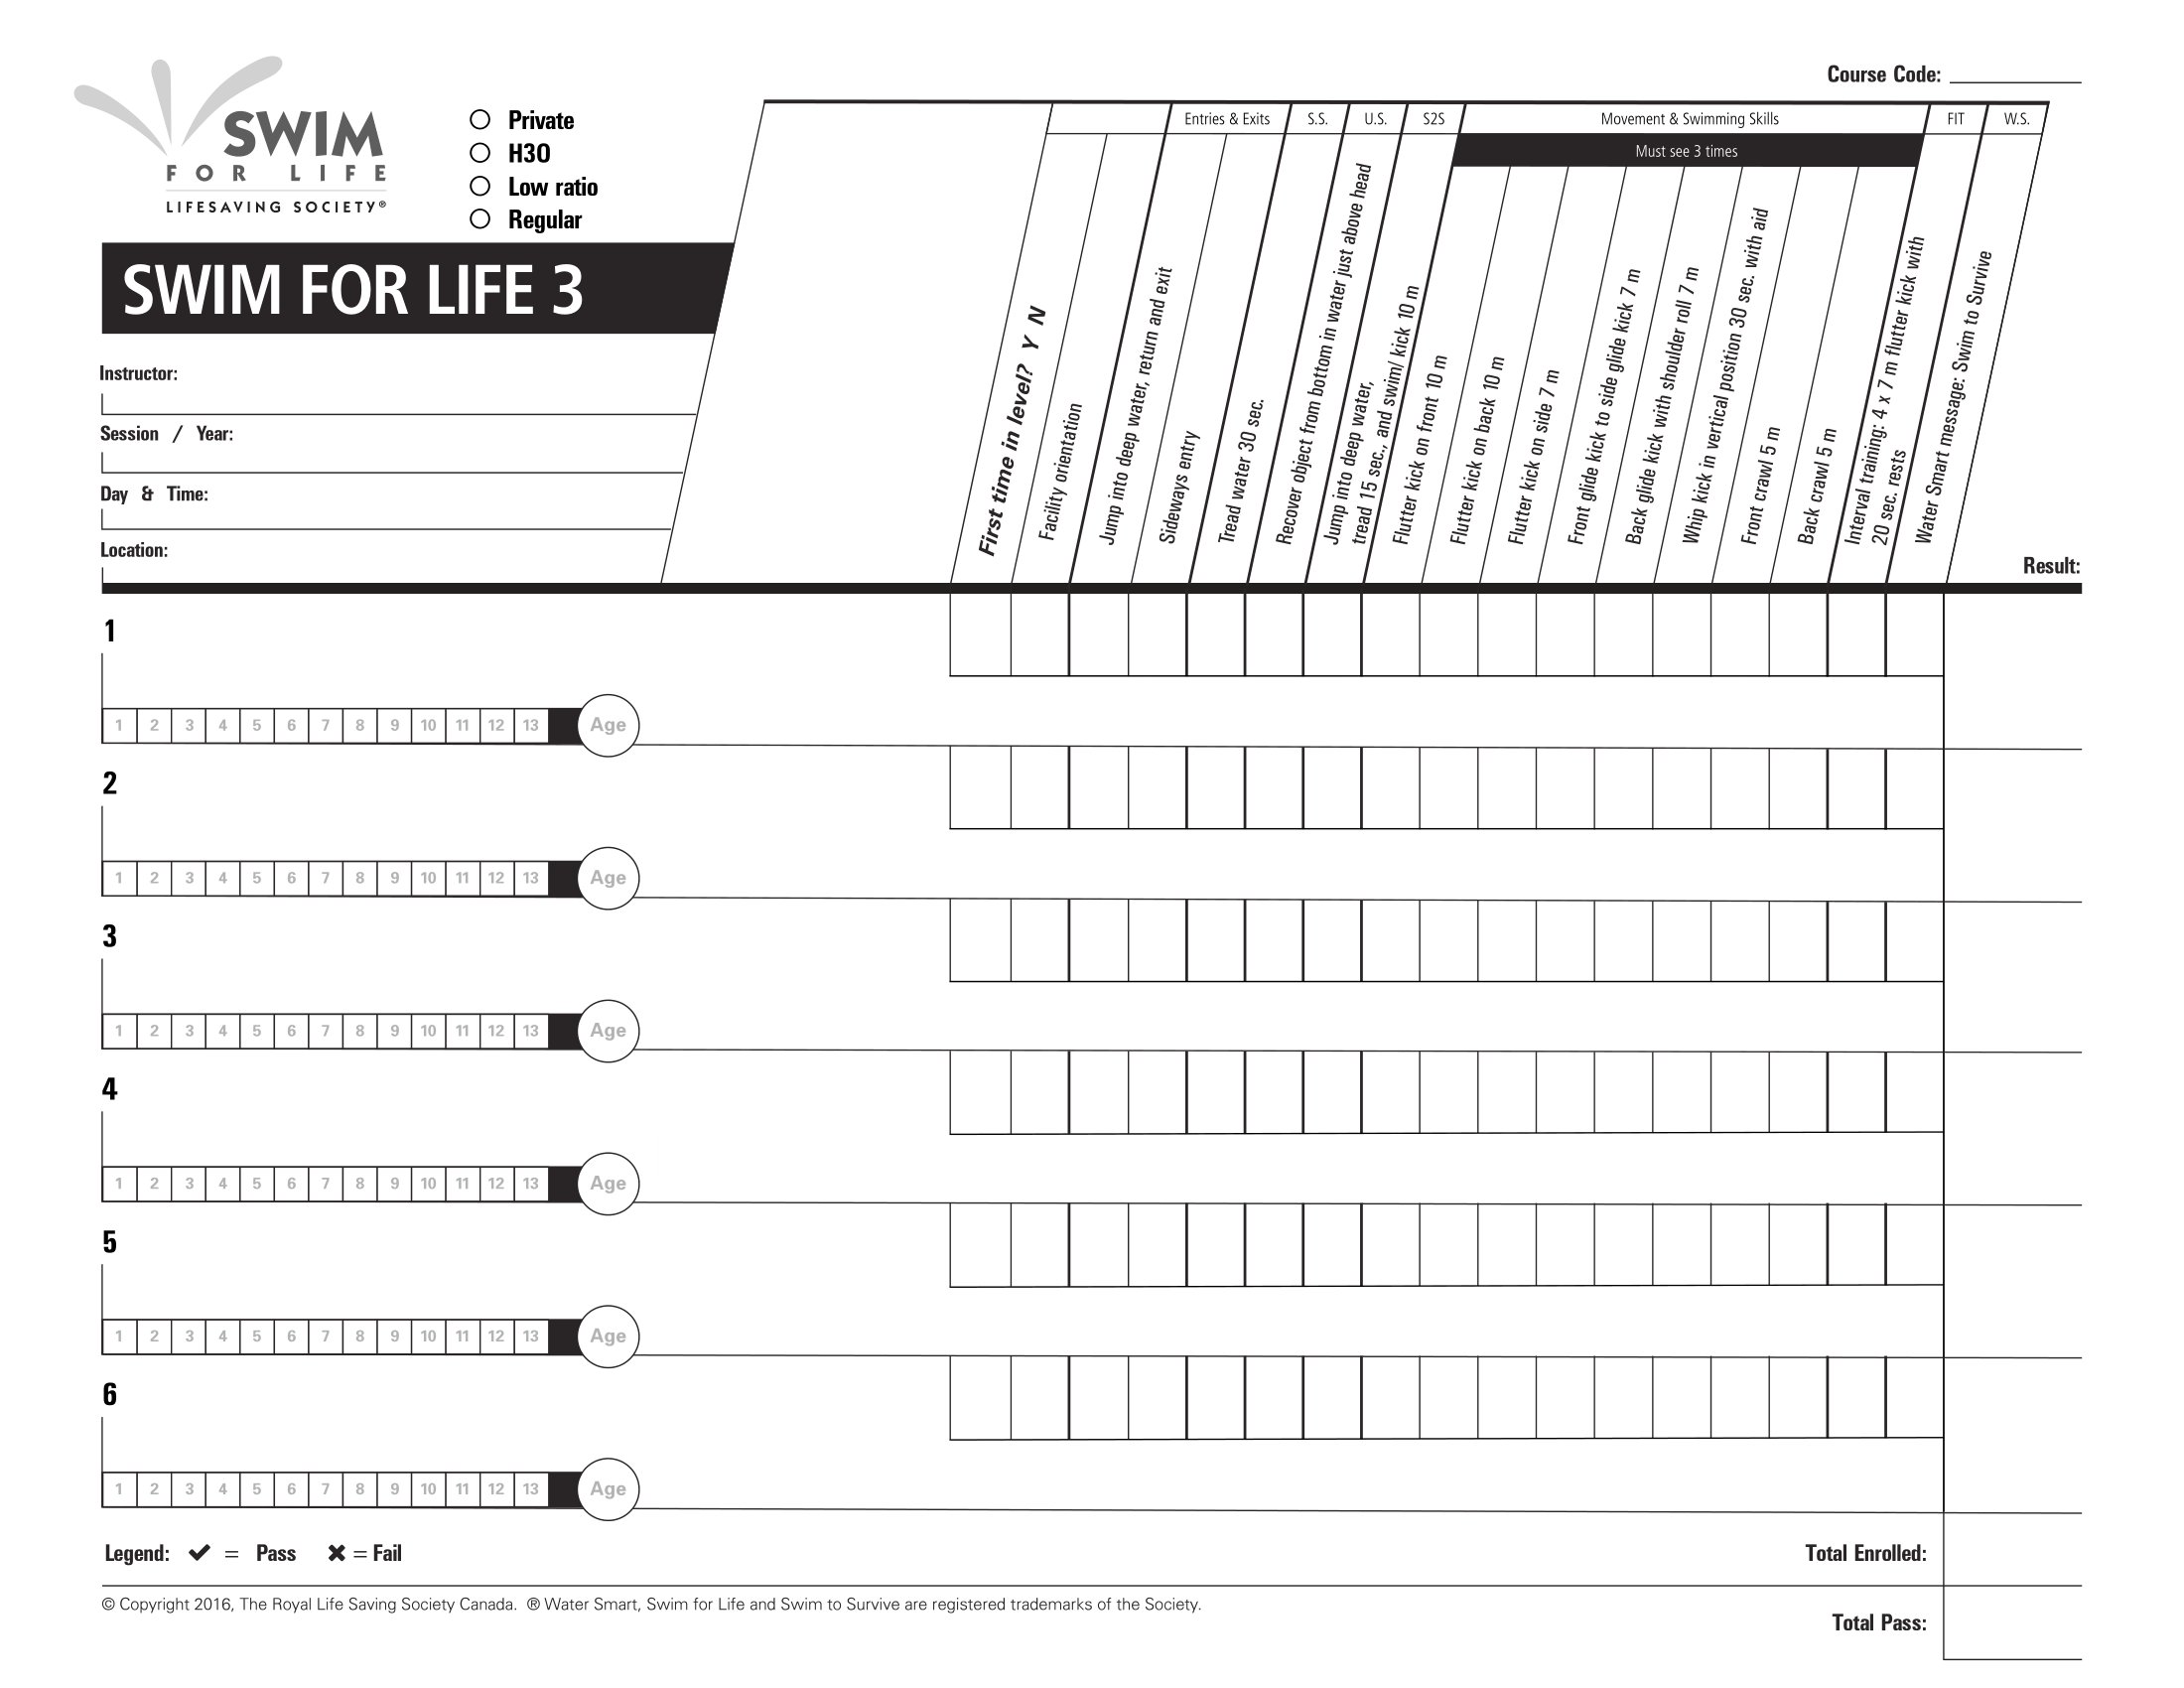 Course Code:
SWIM
FOR LIFE
LIFESAVING SOCIETY®
Private
H3O
Low ratio
Regular
SWIM FOR LIFE 3
Instructor:
Session / Year:
Day & Time:
Location:
Entries & Exits
S.S.
U.S.
S2S
Movement & Swimming Skills
FIT
W.S.
Must see 3 times
First time in level? Y N
Facility orientation
Jump into deep water, return and exit
Sideways entry
Tread water 30 sec.
Recover object from bottom in water just above head
Jump into deep water,
tread 15 sec., and swim/ kick 10 m
Flutter kick on front 10 m
Flutter kick on back 10 m
Flutter kick on side 7 m
Front glide kick to side glide kick 7 m
Back glide kick with shoulder roll 7 m
Whip kick in vertical position 30 sec. with aid
Front crawl 5 m
Back crawl 5 m
Interval training: 4 x 7 m flutter kick with
20 sec. rests
Water Smart message: Swim to Survive
Result:
1
1 2 3 4 5 6 7 8 9 10 11 12 13 Age
2
1 2 3 4 5 6 7 8 9 10 11 12 13 Age
3
1 2 3 4 5 6 7 8 9 10 11 12 13 Age
4
1 2 3 4 5 6 7 8 9 10 11 12 13 Age
5
1 2 3 4 5 6 7 8 9 10 11 12 13 Age
6
1 2 3 4 5 6 7 8 9 10 11 12 13 Age
Legend: ✔ = Pass ✖ = Fail
Total Enrolled:
© Copyright 2016, The Royal Life Saving Society Canada. ® Water Smart, Swim for Life and Swim to Survive are registered trademarks of the Society.
Total Pass: